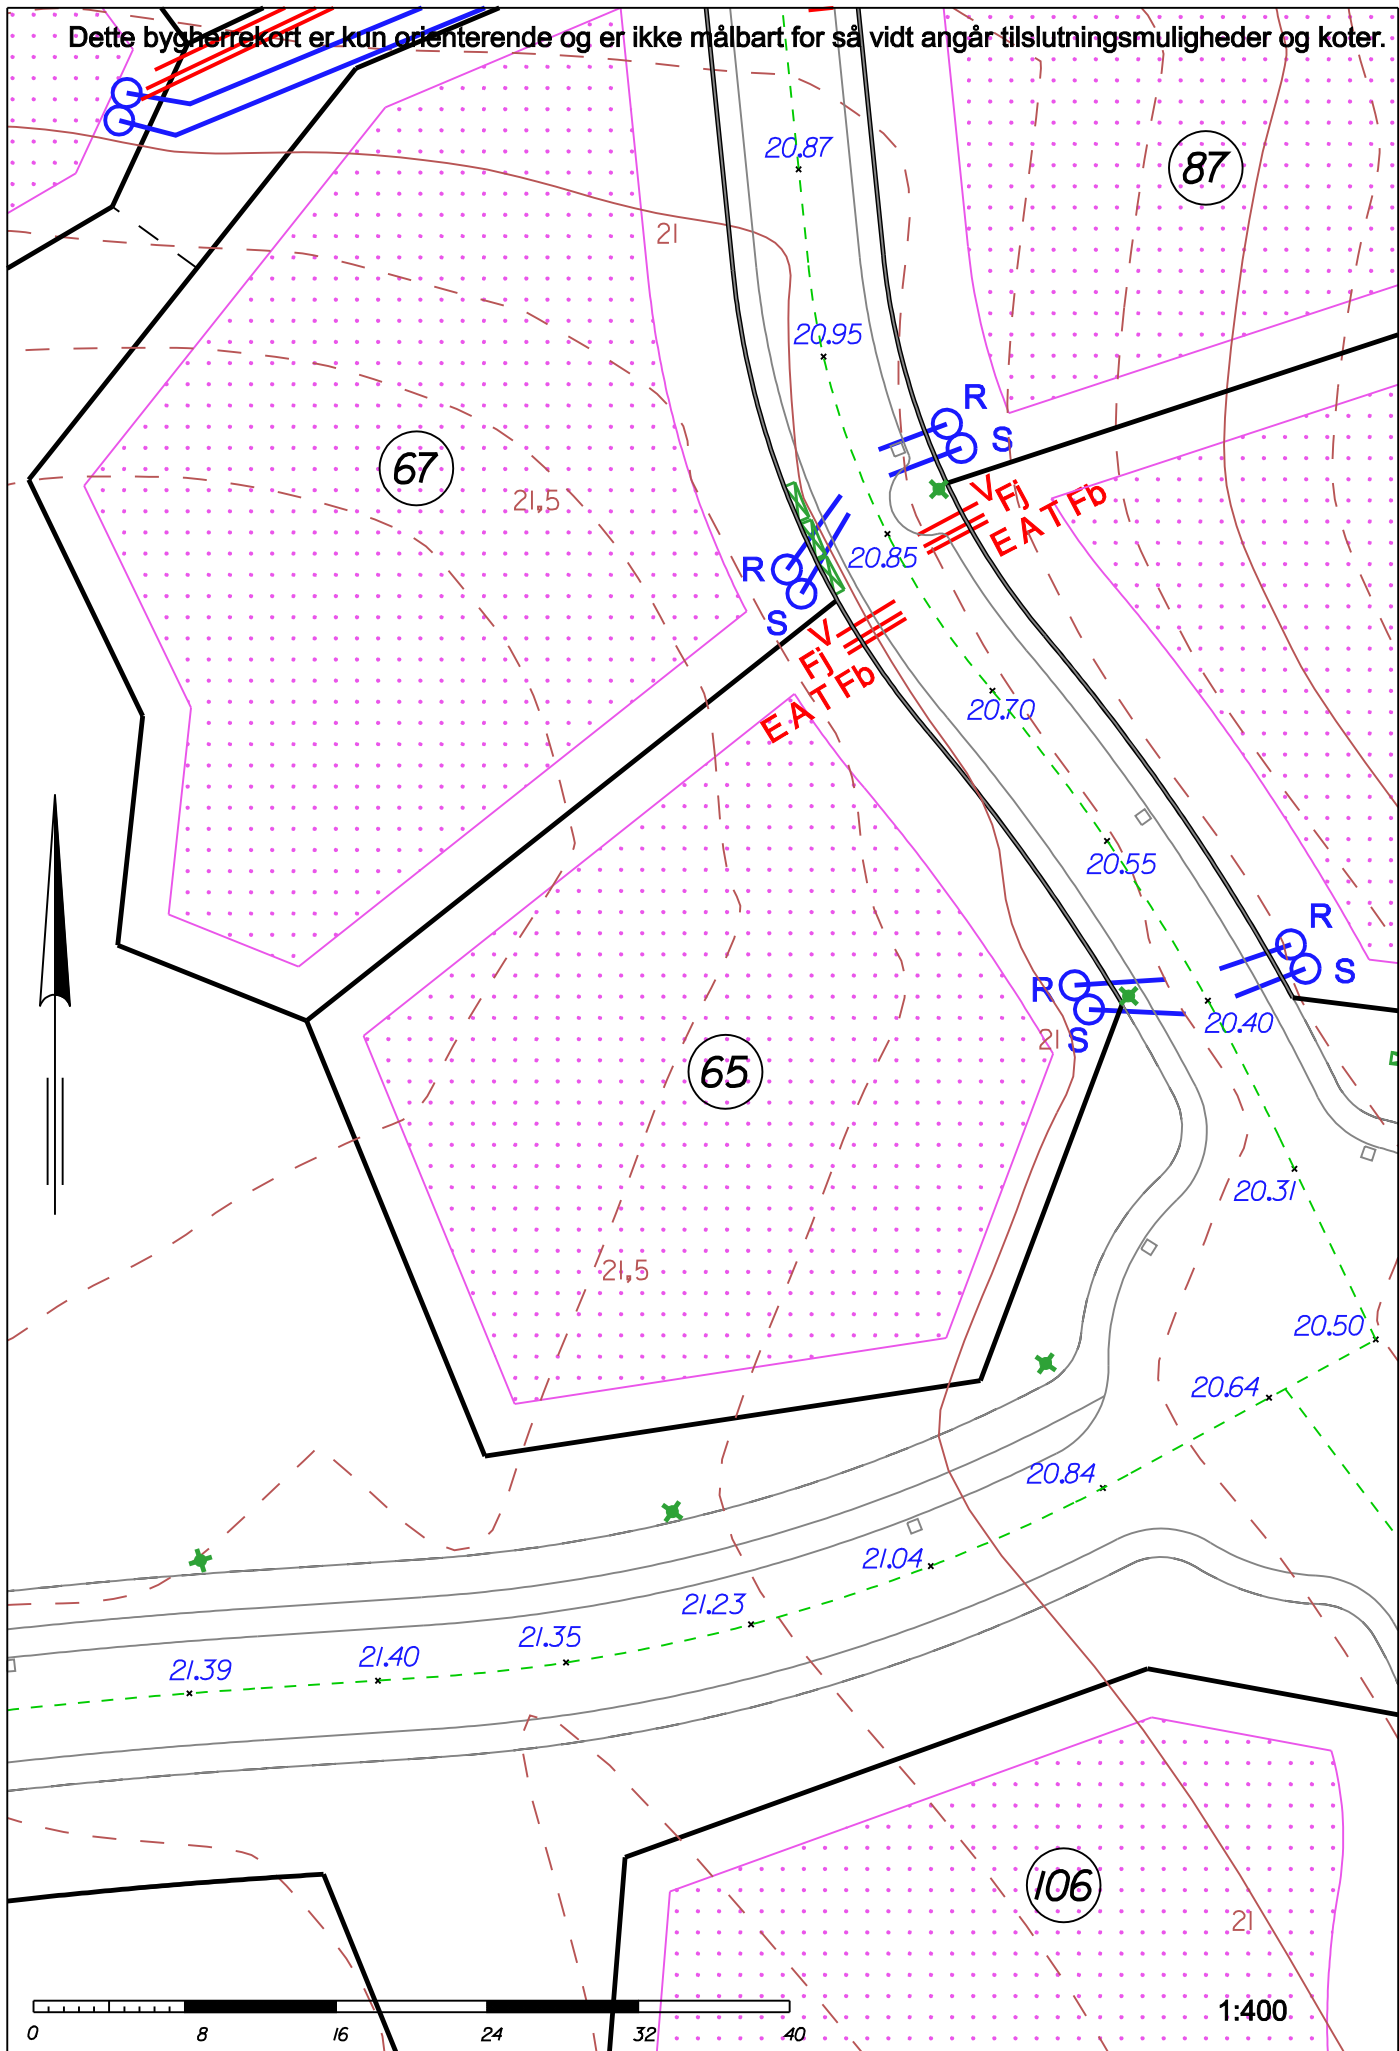 Dette bygherrekort er kun orienterende og er ikke målbart for så vidt angår tilslutningsmuligheder og koter.
20.87
87
21
20.95
R
S
67
21,5
V Fj
E A T Fb
20.85
R
S
V
Fj
E A T Fb
20.70
20.55
R
S
R
S
21
20.40
65
20.31
21,5
20.50
20.64
20.84
21.04
21.23
21.35
21.40
21.39
106
21
1:400
0 8 16 24 32 40